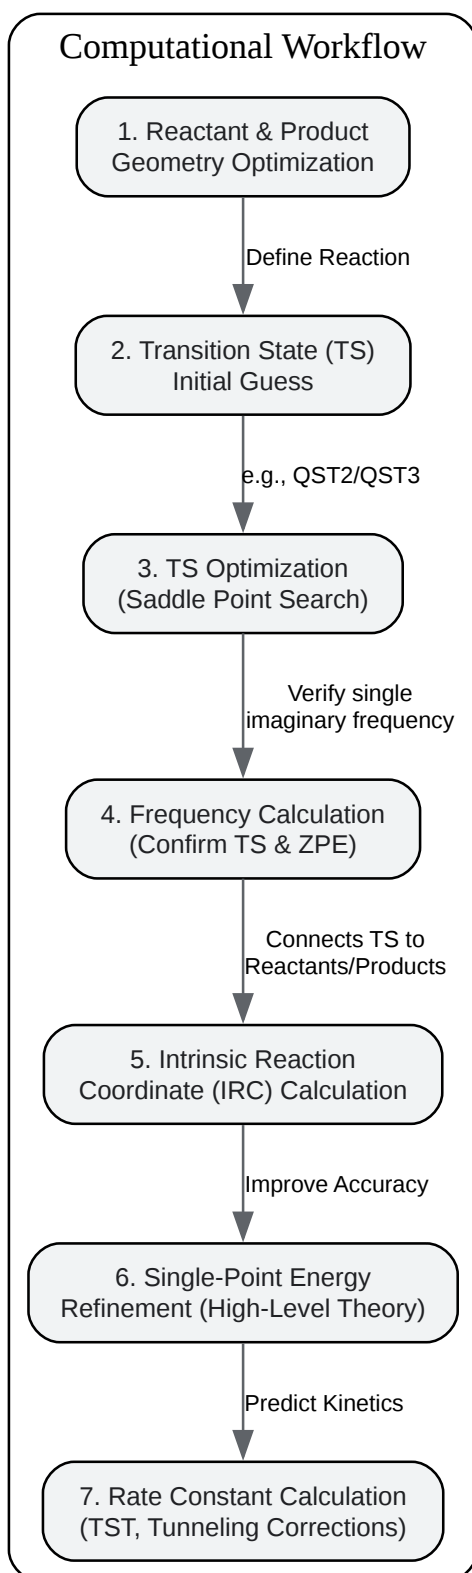 Computational Workflow
1. Reactant & Product
Geometry Optimization
Define Reaction
2. Transition State (TS)
Initial Guess
e.g., QST2/QST3
3. TS Optimization
(Saddle Point Search)
Verify single
imaginary frequency
4. Frequency Calculation
(Confirm TS & ZPE)
Connects TS to
Reactants/Products
5. Intrinsic Reaction
Coordinate (IRC) Calculation
Improve Accuracy
6. Single-Point Energy
Refinement (High-Level Theory)
Predict Kinetics
7. Rate Constant Calculation
(TST, Tunneling Corrections)